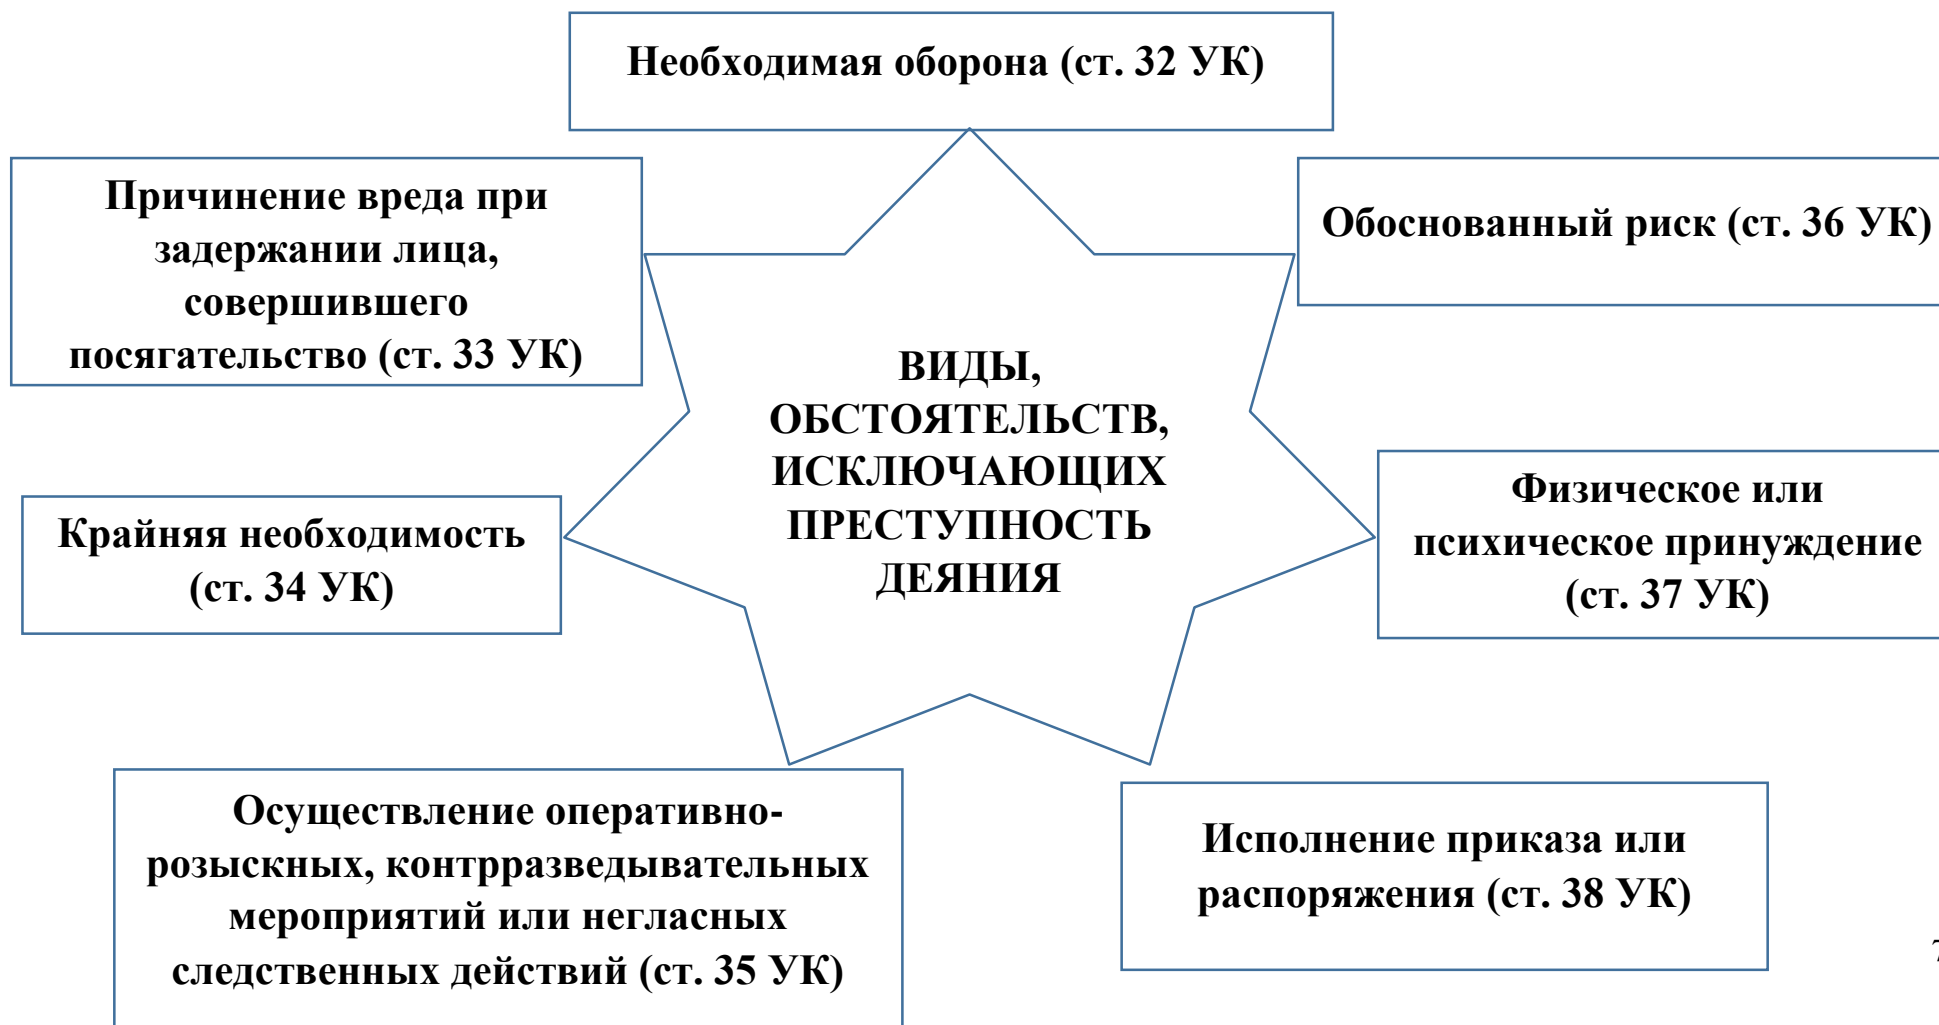 Необходимая оборона (ст. 32 УК)
Причинение вреда при
задержании лица,
совершившего
посягательство (ст. 33 УК)
Обоснованный риск (ст. 36 УК)
ВИДЫ,
ОБСТОЯТЕЛЬСТВ,
ИСКЛЮЧАЮЩИХ
ПРЕСТУПНОСТЬ
ДЕЯНИЯ
Крайняя необходимость
(ст. 34 УК)
Физическое или
психическое принуждение
(ст. 37 УК)
Осуществление оперативно-
розыскных, контрразведывательных
мероприятий или негласных
следственных действий (ст. 35 УК)
Исполнение приказа или
распоряжения (ст. 38 УК)